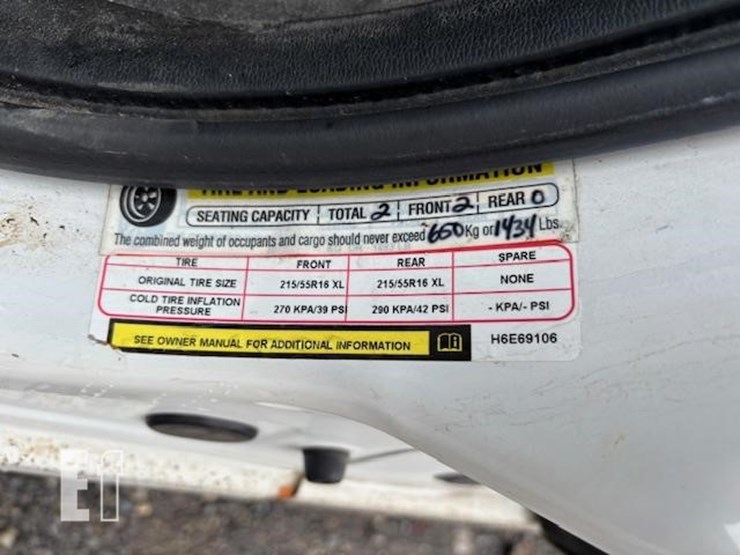 TIRE AND LOADING INFORMATION
SEATING CAPACITY TOTAL 2 FRONT 2 REAR 0
The combined weight of occupants and cargo should never exceed 650 Kg or 1434 Lbs.
TIRE FRONT REAR SPARE
ORIGINAL TIRE SIZE 215/55R16 XL 215/55R16 XL NONE
COLD TIRE INFLATION PRESSURE 270 KPA/39 PSI 290 KPA/42 PSI - KPA/- PSI
SEE OWNER MANUAL FOR ADDITIONAL INFORMATION H6E69106